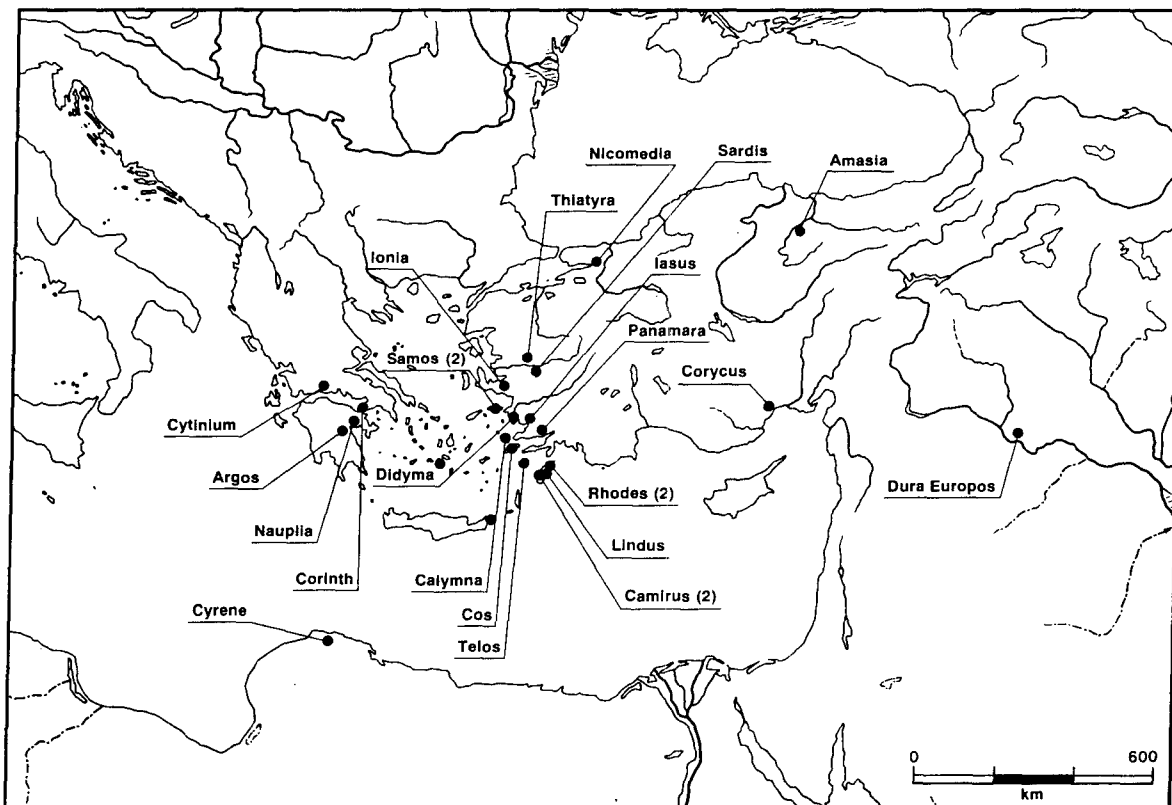 Nicomedia
Sardis
Amasia
Thiatyra
Ionia
Iasus
Panamara
Samos (2)
Corycus
Cytinium
Argos
Didyma
Rhodes (2)
Dura Europos
Nauplia
Lindus
Corinth
Calymna
Camirus (2)
Cos
Cyrene
Telos
0 600
km